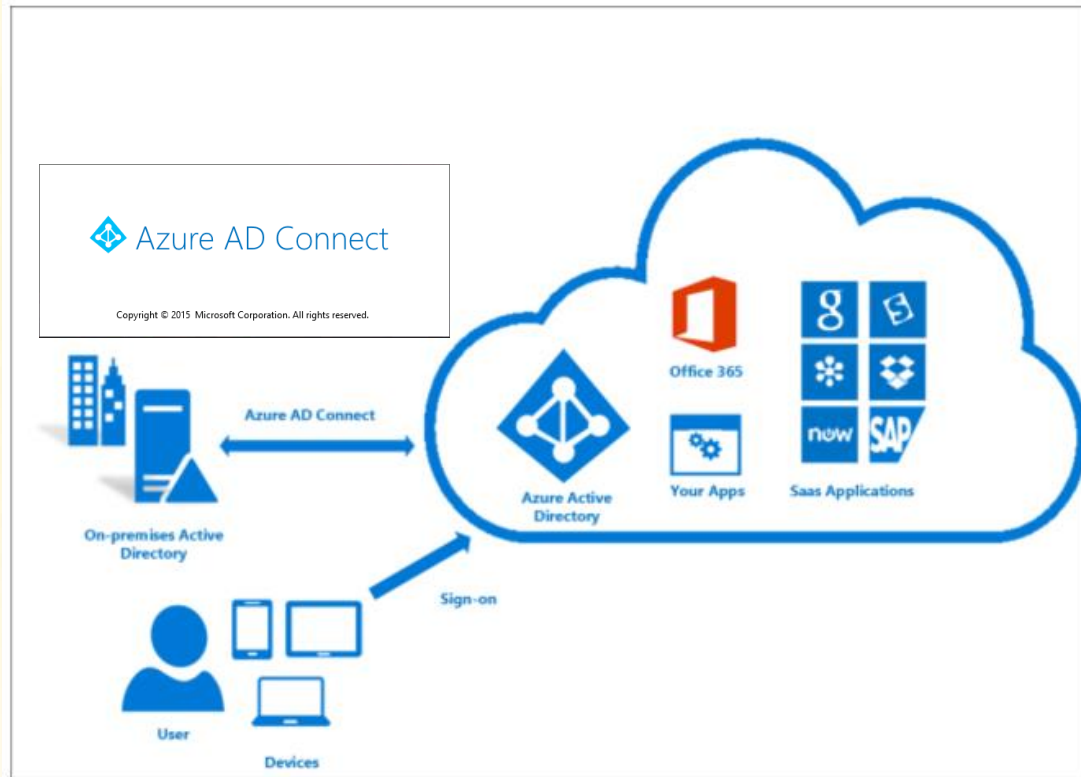 Azure AD Connect
Copyright © 2015 Microsoft Corporation. All rights reserved.
Office 365
Azure AD Connect
now
SAP
Azure Active
Directory
Your Apps
Saas Applications
On-premises Active
Directory
Sign-on
User
Devices